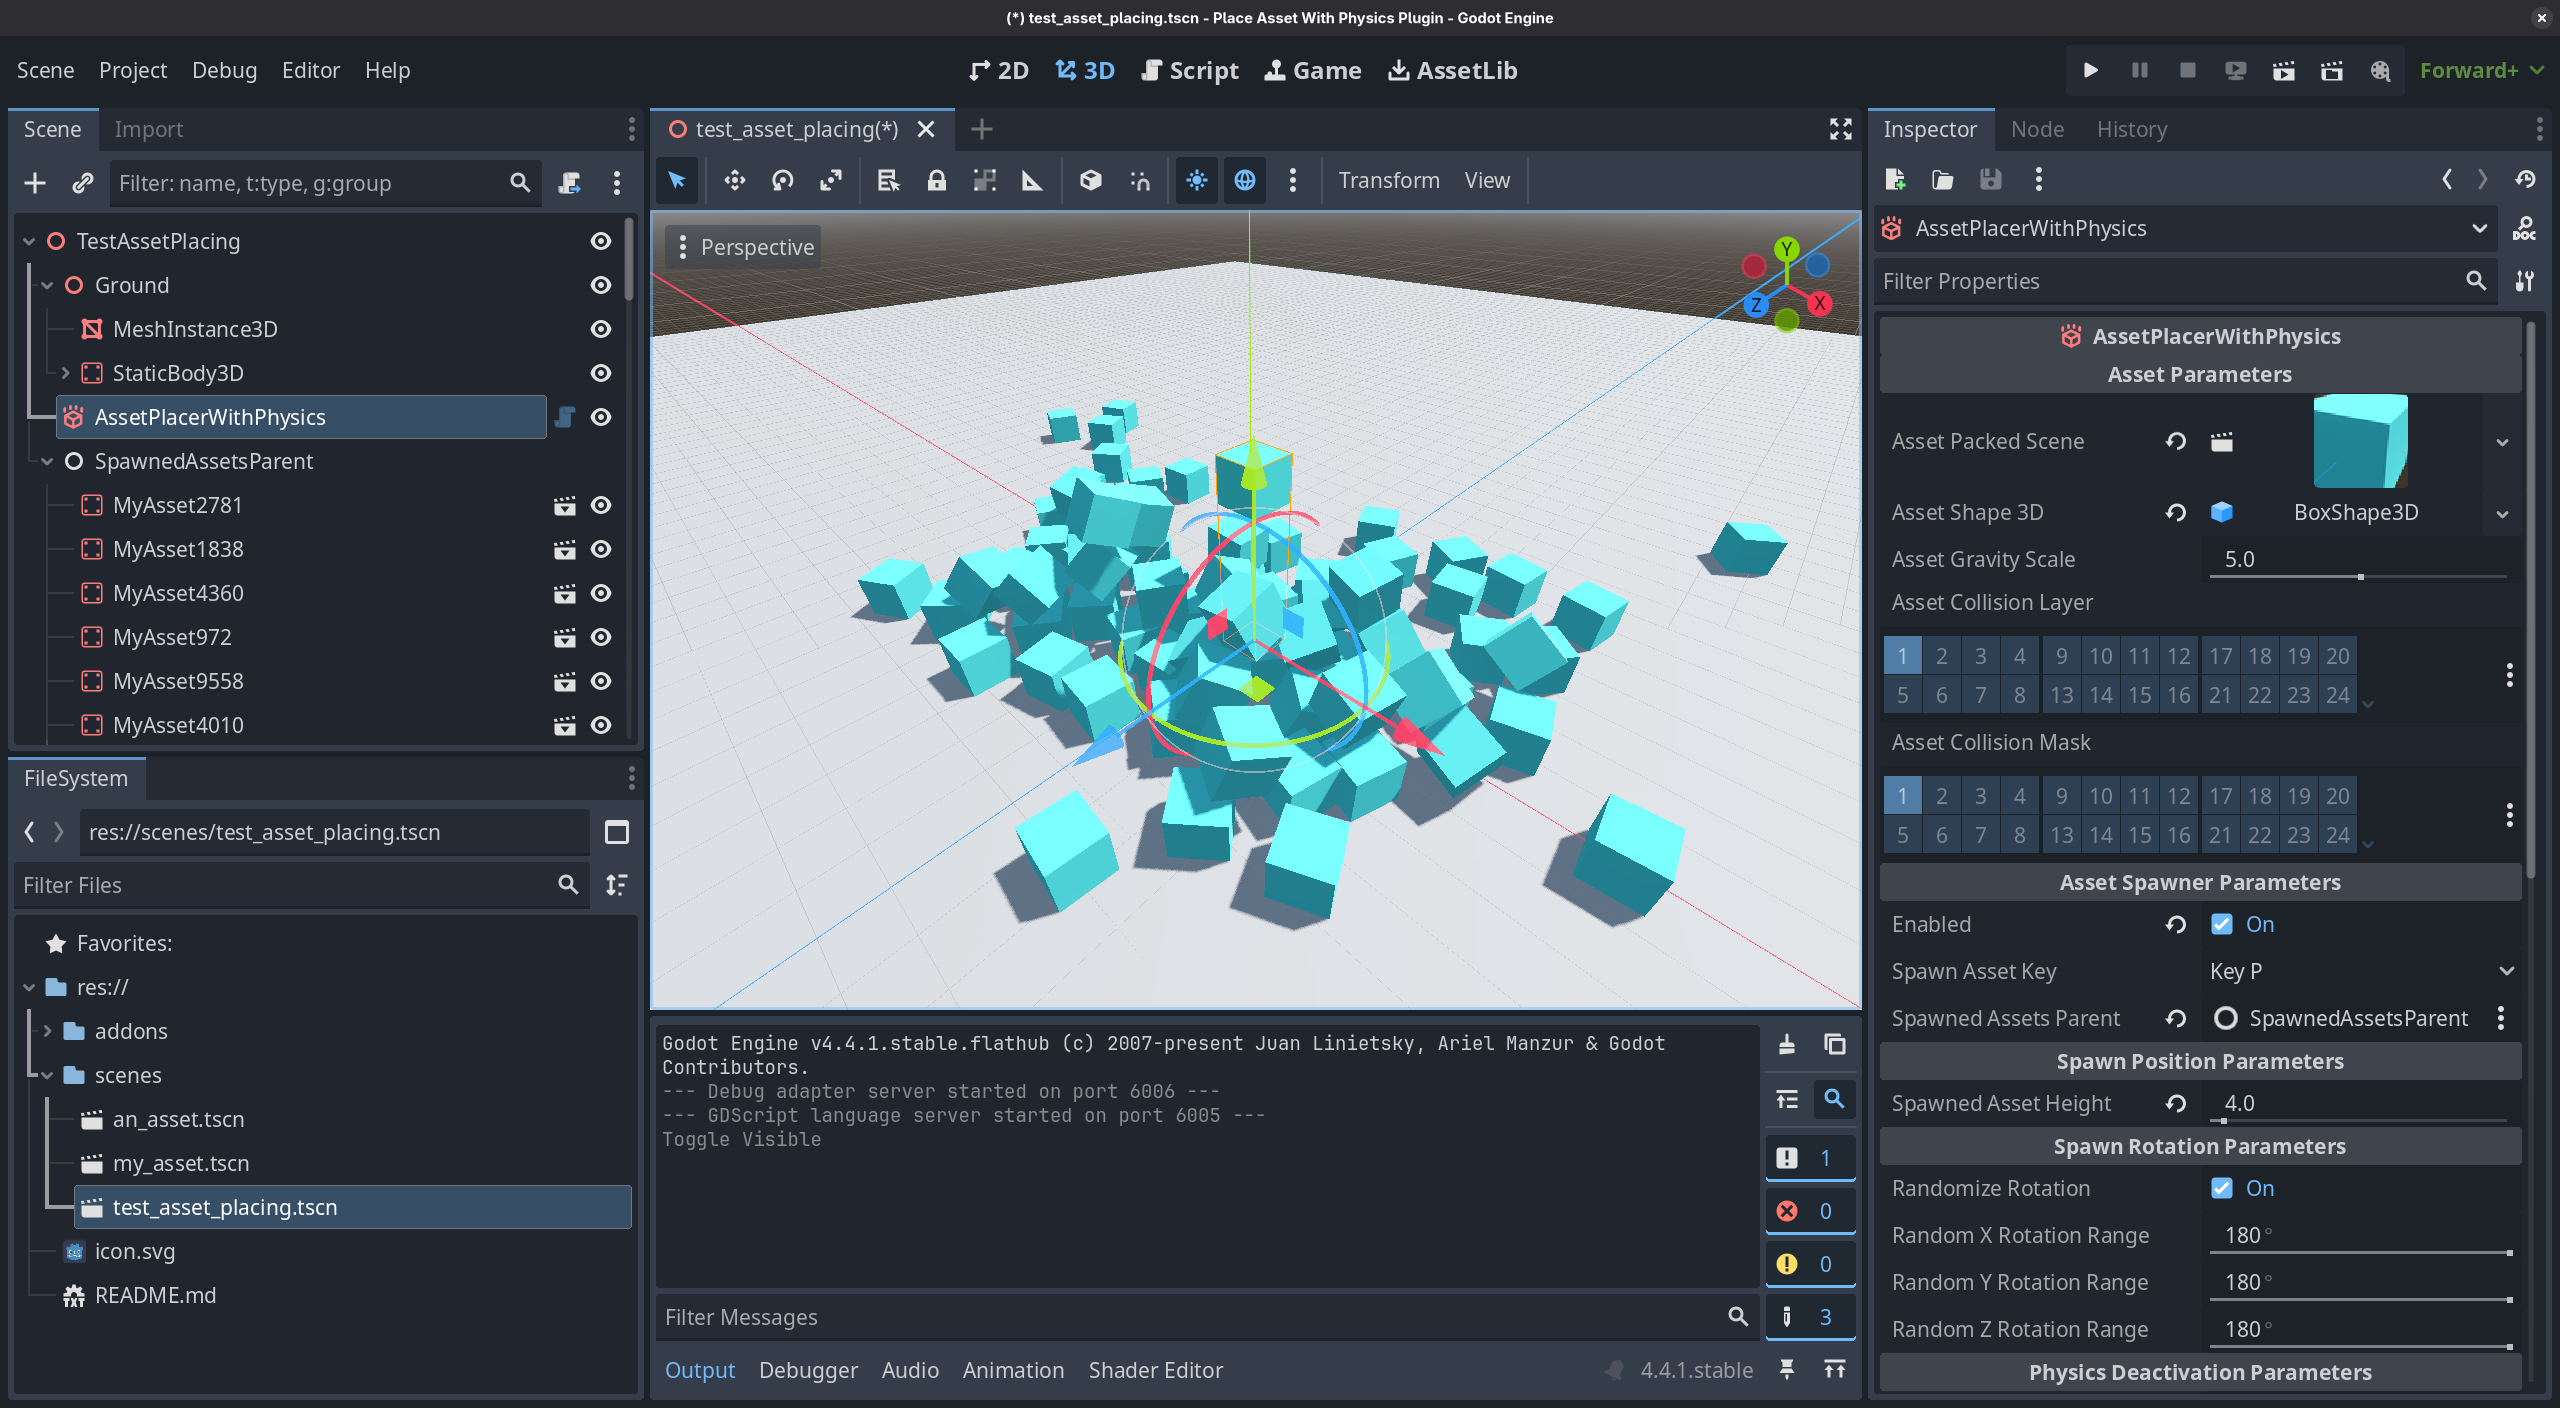 (*) test_asset_placing.tscn - Place Asset With Physics Plugin - Godot Engine
Scene Project Debug Editor Help
2D 3D Script Game AssetLib
Forward+
Scene Import
Filter: name, t:type, g:group
TestAssetPlacing
Ground
MeshInstance3D
StaticBody3D
AssetPlacerWithPhysics
SpawnedAssetsParent
MyAsset2781
MyAsset1838
MyAsset4360
MyAsset972
MyAsset9558
MyAsset4010
FileSystem
res://scenes/test_asset_placing.tscn
Filter Files
Favorites:
res://
addons
scenes
an_asset.tscn
my_asset.tscn
test_asset_placing.tscn
icon.svg
README.md
test_asset_placing(*)
Transform View
Perspective
Y
Z X
Godot Engine v4.4.1.stable.flathub (c) 2007-present Juan Linietsky, Ariel Manzur & Godot
Contributors.
--- Debug adapter server started on port 6006 ---
--- GDScript language server started on port 6005 ---
Toggle Visible
1
0
0
3
Filter Messages
Output Debugger Audio Animation Shader Editor
4.4.1.stable
Inspector Node History
AssetPlacerWithPhysics
DOC
Filter Properties
AssetPlacerWithPhysics
Asset Parameters
Asset Packed Scene
Asset Shape 3D BoxShape3D
Asset Gravity Scale 5.0
Asset Collision Layer
1 2 3 4 9 10 11 12 17 18 19 20
5 6 7 8 13 14 15 16 21 22 23 24
Asset Collision Mask
1 2 3 4 9 10 11 12 17 18 19 20
5 6 7 8 13 14 15 16 21 22 23 24
Asset Spawner Parameters
Enabled On
Spawn Asset Key Key P
Spawned Assets Parent SpawnedAssetsParent
Spawn Position Parameters
Spawned Asset Height 4.0
Spawn Rotation Parameters
Randomize Rotation On
Random X Rotation Range 180 °
Random Y Rotation Range 180 °
Random Z Rotation Range 180 °
Physics Deactivation Parameters